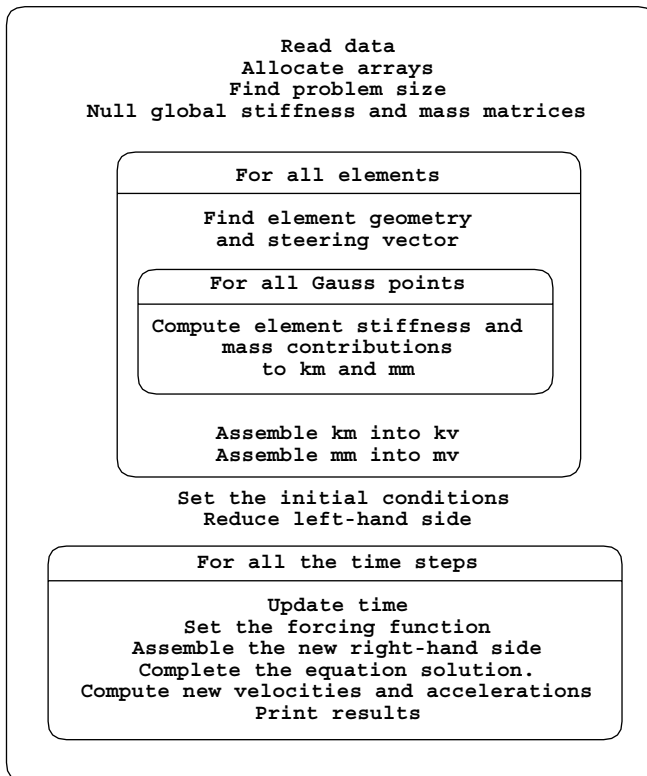 Read data
Allocate arrays
Find problem size
Null global stiffness and mass matrices
For all elements
Find element geometry
and steering vector
For all Gauss points
Compute element stiffness and
mass contributions
to km and mm
Assemble km into kv
Assemble mm into mv
Set the initial conditions
Reduce left-hand side
For all the time steps
Update time
Set the forcing function
Assemble the new right-hand side
Complete the equation solution.
Compute new velocities and accelerations
Print results